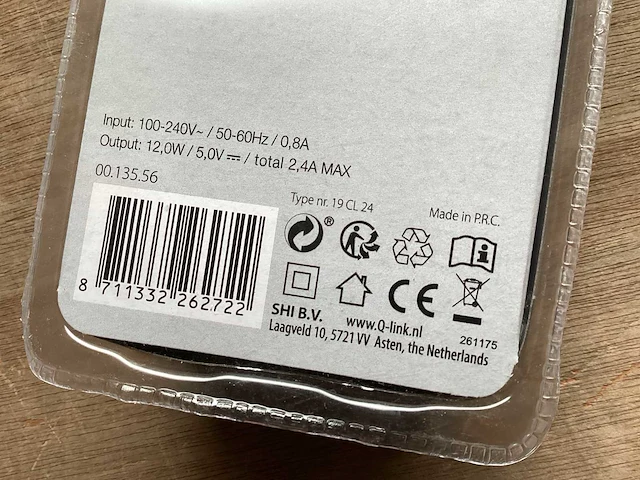 Input: 100-240V~ / 50-60Hz / 0,8A
Output: 12,0W / 5,0V⎓ / total 2,4A MAX
00.135.56
Type nr. 19 CL 24
Made in P.R.C.
®
8 711332 262722
CE
SHI B.V. www.Q-link.nl
261175
Laagveld 10, 5721 VV Asten, the Netherlands